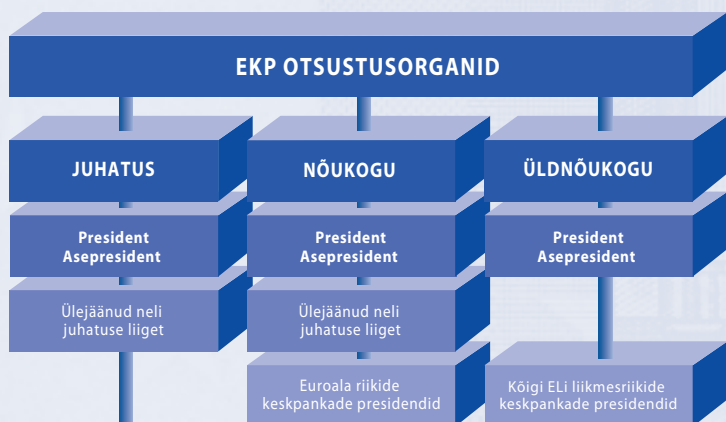 EKP OTSUSTUSORGANID
JUHATUS
NÕUKOGU
ÜLDNÕUKOGU
President
Asepresident
President
Asepresident
President
Asepresident
Ülejäänud neli
juhatuse liiget
Ülejäänud neli
juhatuse liiget
Euroala riikide
keskpankade presidendid
Kõigi ELi liikmesriikide
keskpankade presidendid